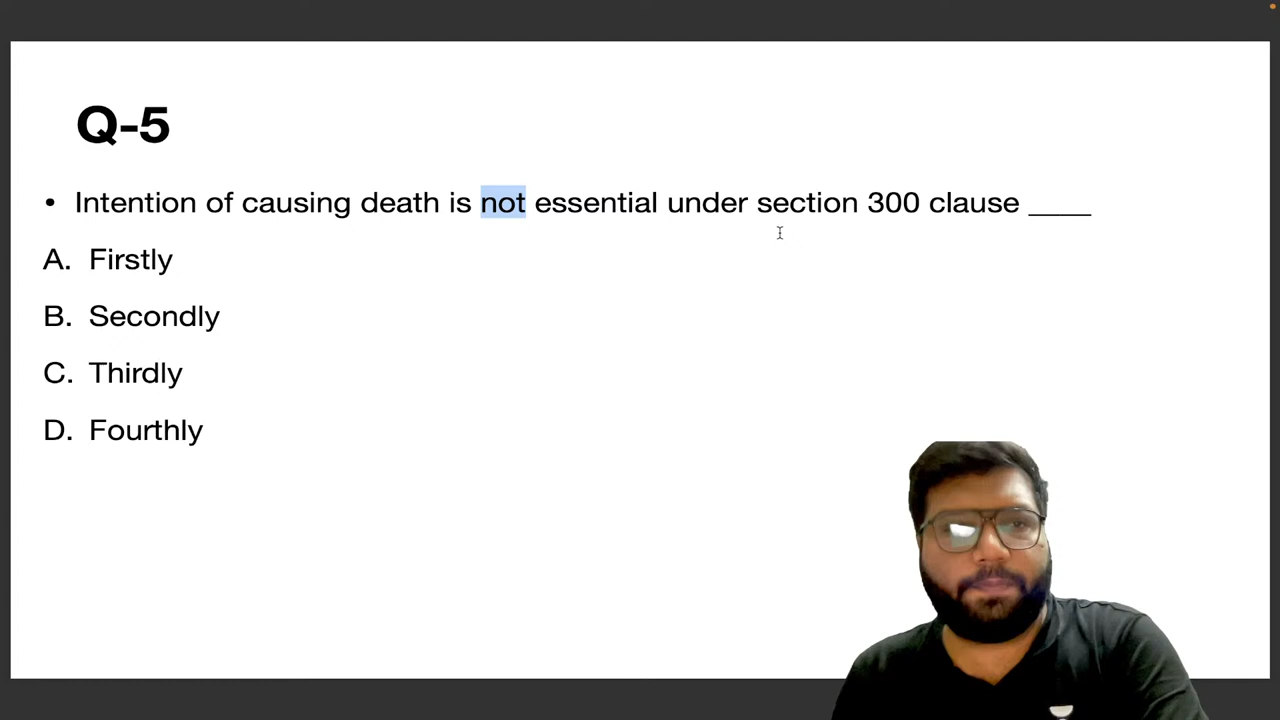 Q-5
• Intention of causing death is not essential under section 300 clause ____
A. Firstly
B. Secondly
C. Thirdly
D. Fourthly